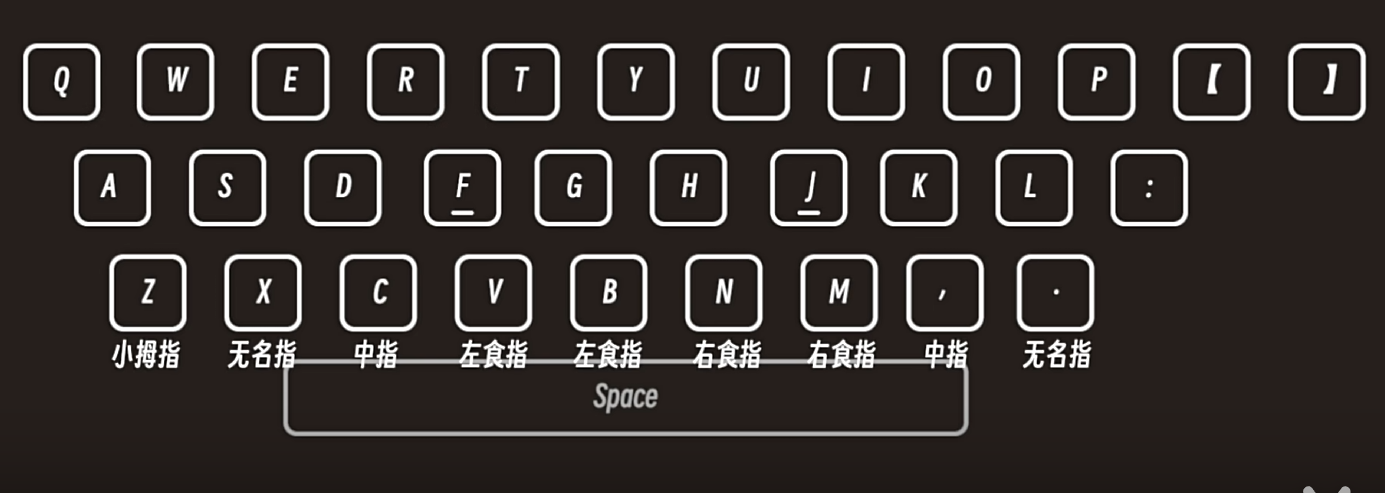 Q W E R T Y U I O P 【 】
A S D F G H J K L :
Z X C V B N M , .
小拇指 无名指 中指 左食指 左食指 右食指 右食指 中指 无名指
Space